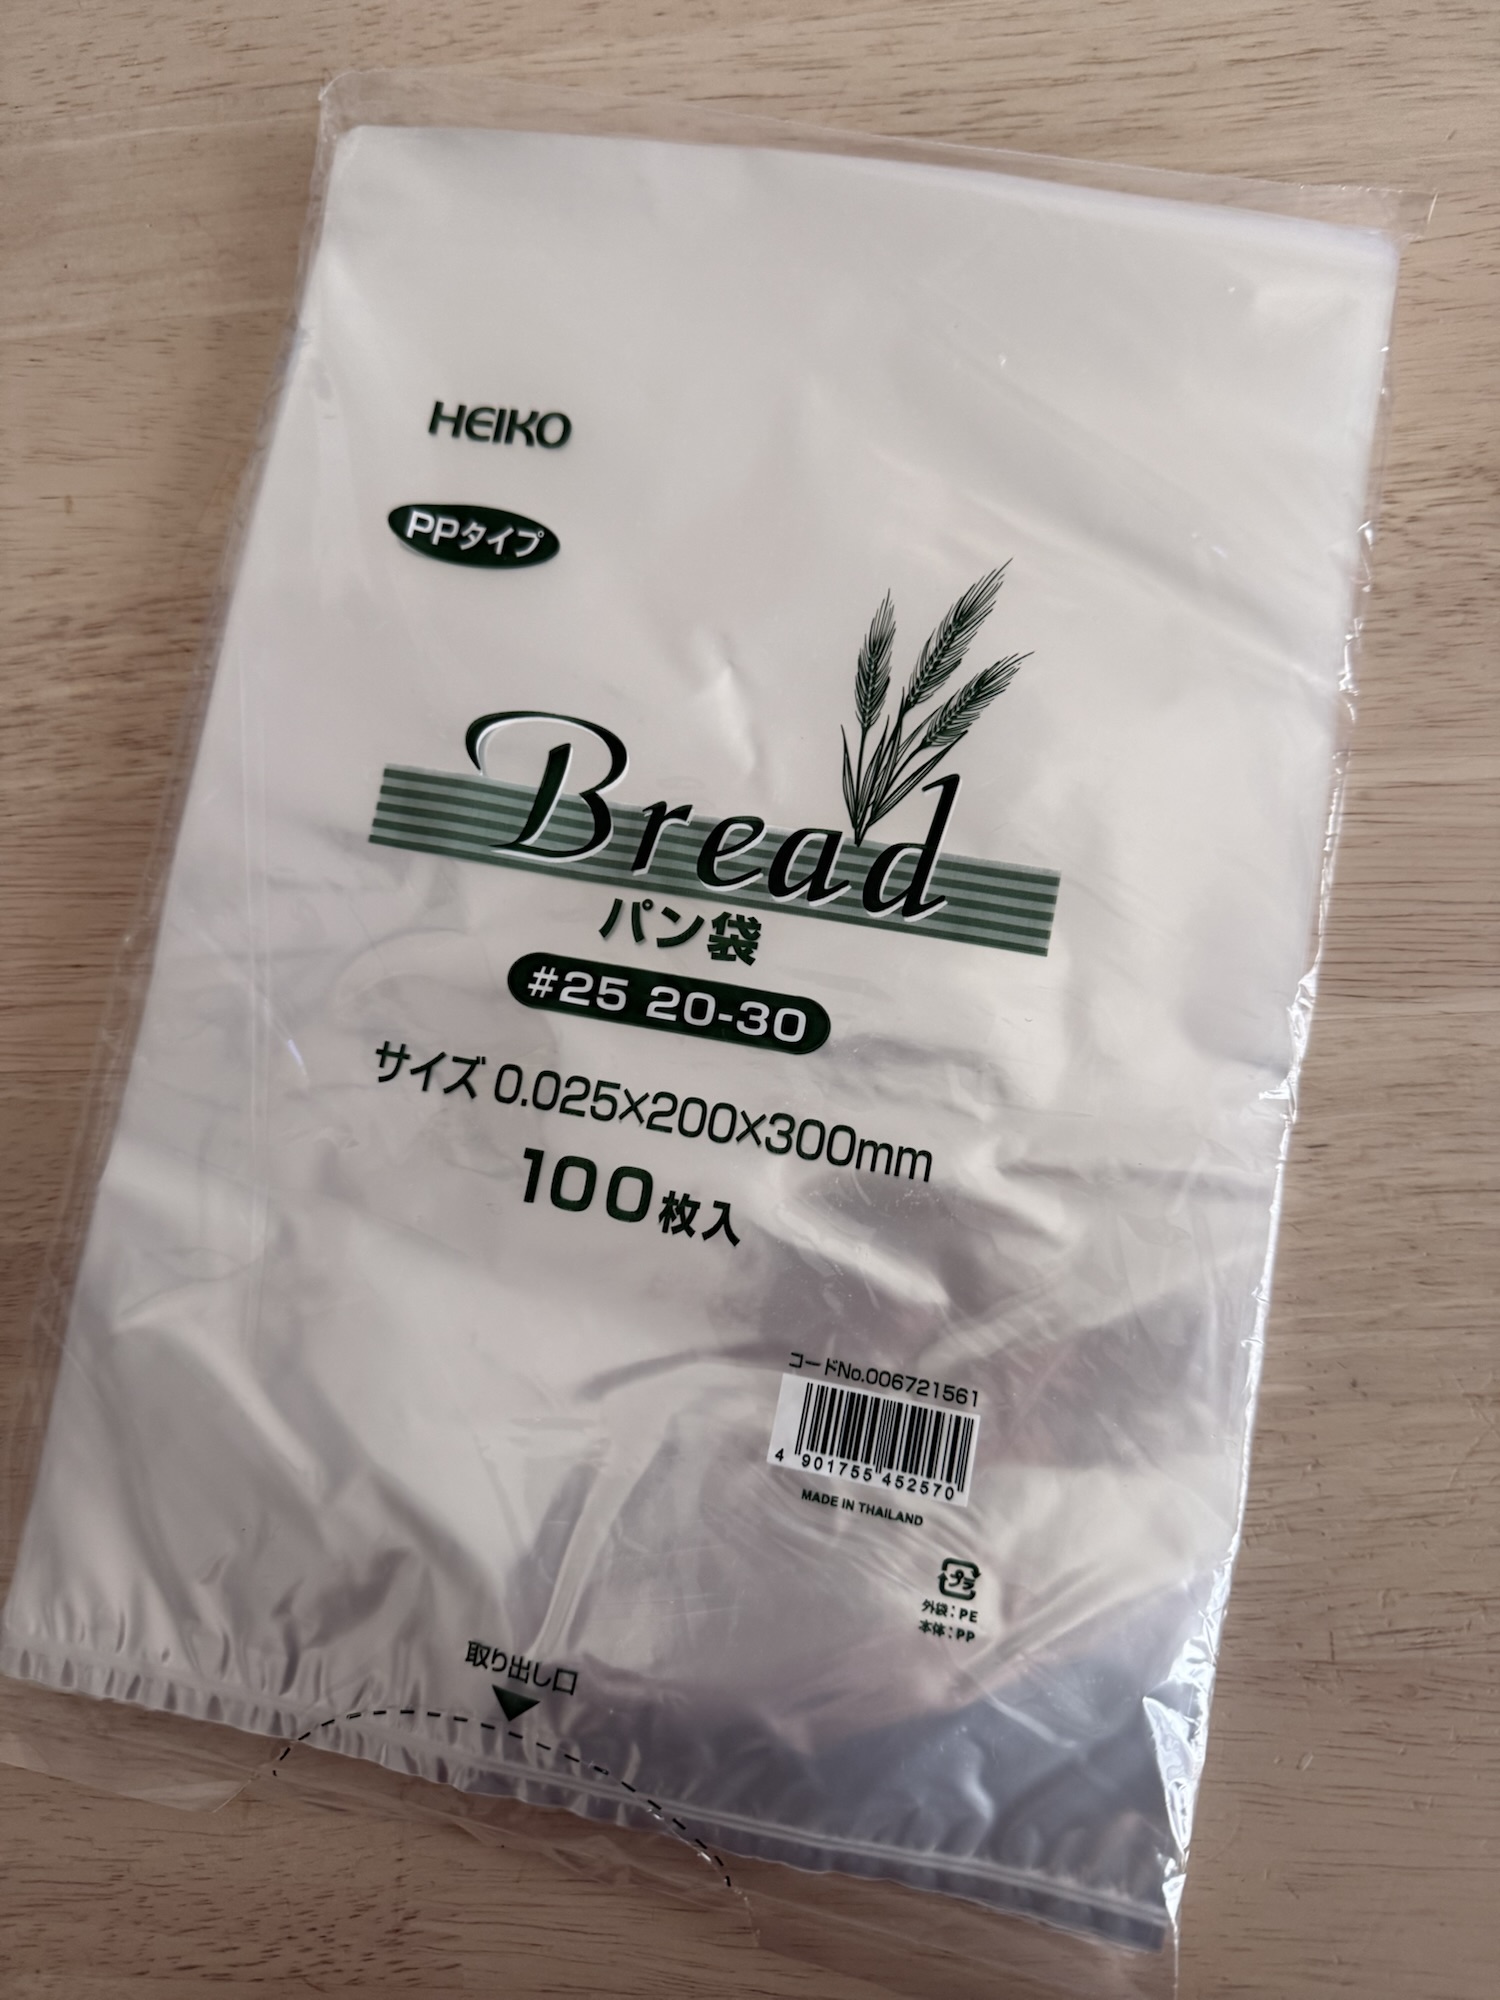 HEIKO
PPタイプ
Bread
パン袋
#25 20-30
サイズ 0.025×200×300mm
100枚入
コードNo.006721561
4 901755 452570
MADE IN THAILAND
プラ
外袋：PE
本体：PP
取り出し口